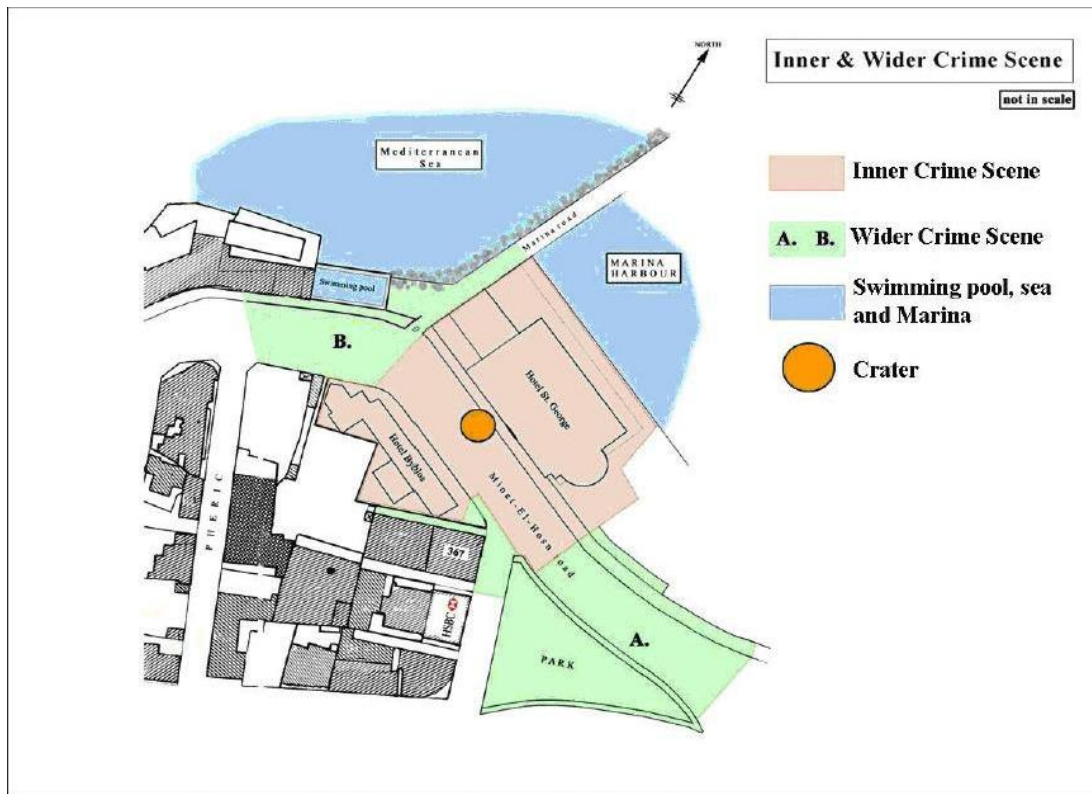 NORTH
Inner & Wider Crime Scene
not in scale
Mediterranean
Sea
Inner Crime Scene
Marina road
A. B. Wider Crime Scene
MARINA
HARBOUR
Swimming pool
Swimming pool, sea
and Marina
B.
Crater
Hotel St. George
Hotel Byblos
Minet-El-Hosn road
PHERIC
367
HSBC
A.
PARK